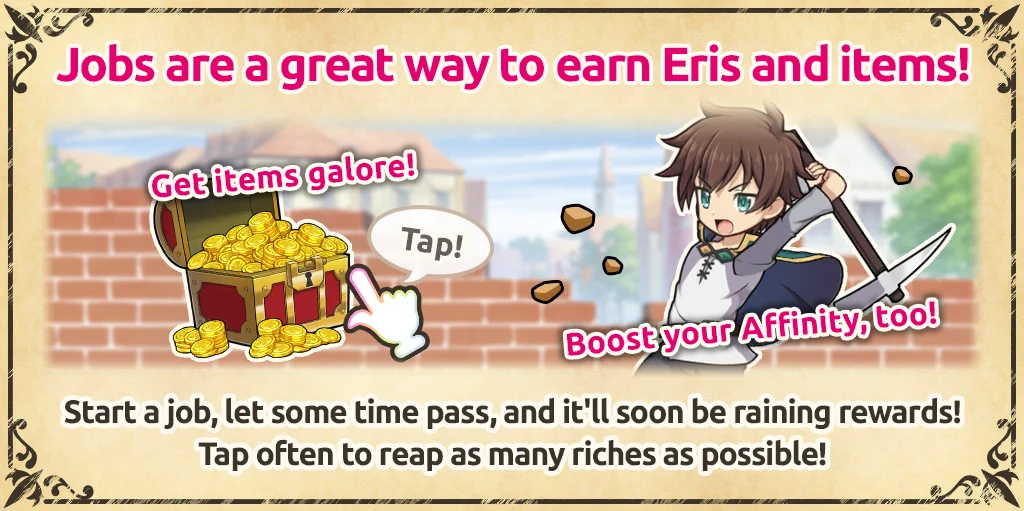 Jobs are a great way to earn Eris and items!
Get items galore!
Tap!
Boost your Affinity, too!
Start a job, let some time pass, and it'll soon be raining rewards!
Tap often to reap as many riches as possible!